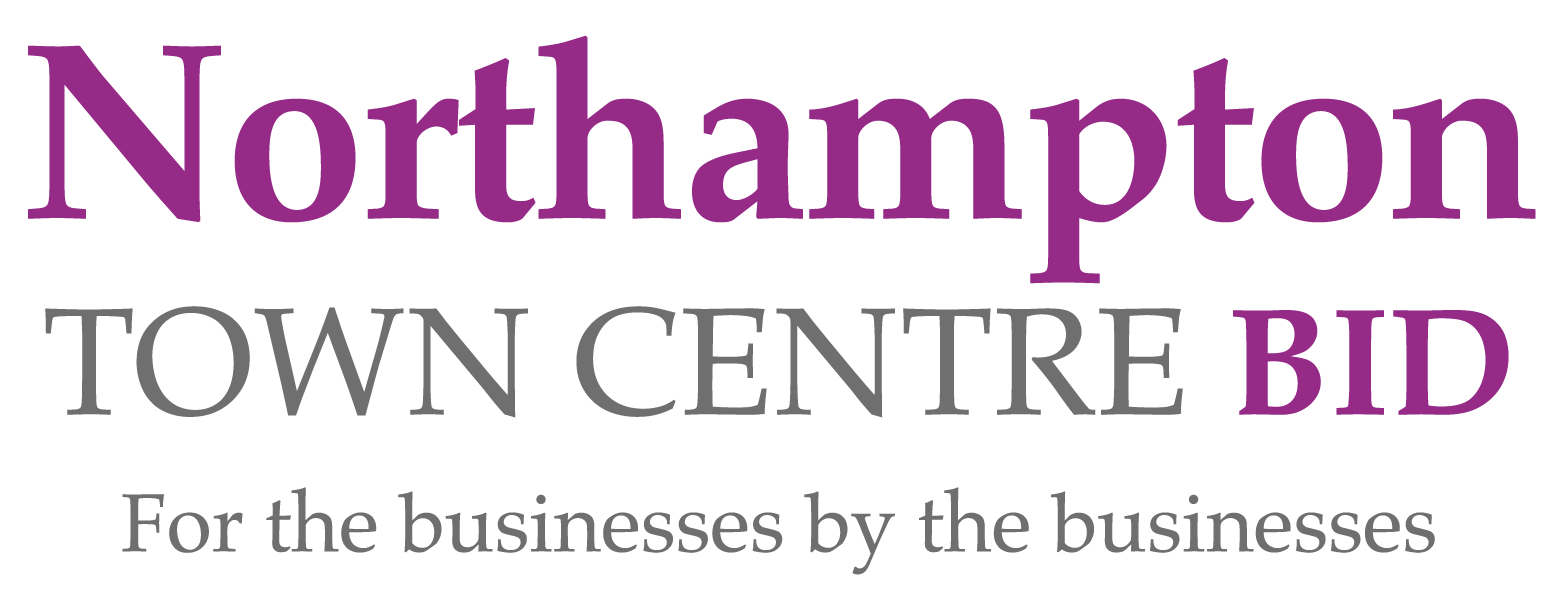 Northampton
TOWN CENTRE BID
For the businesses by the businesses